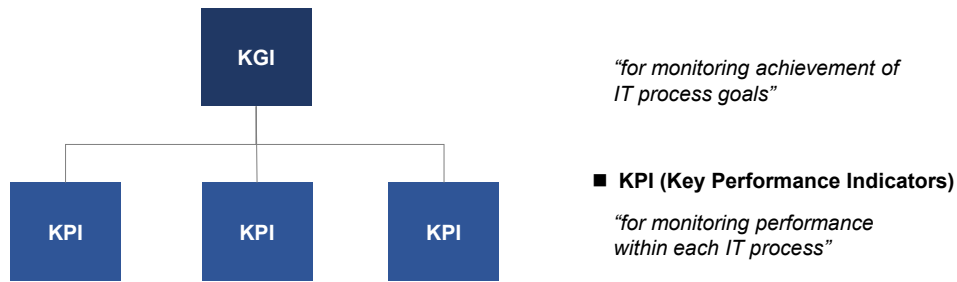 KGI
KPI
KPI
KPI
“for monitoring achievement of
IT process goals”
■ KPI (Key Performance Indicators)
“for monitoring performance
within each IT process”